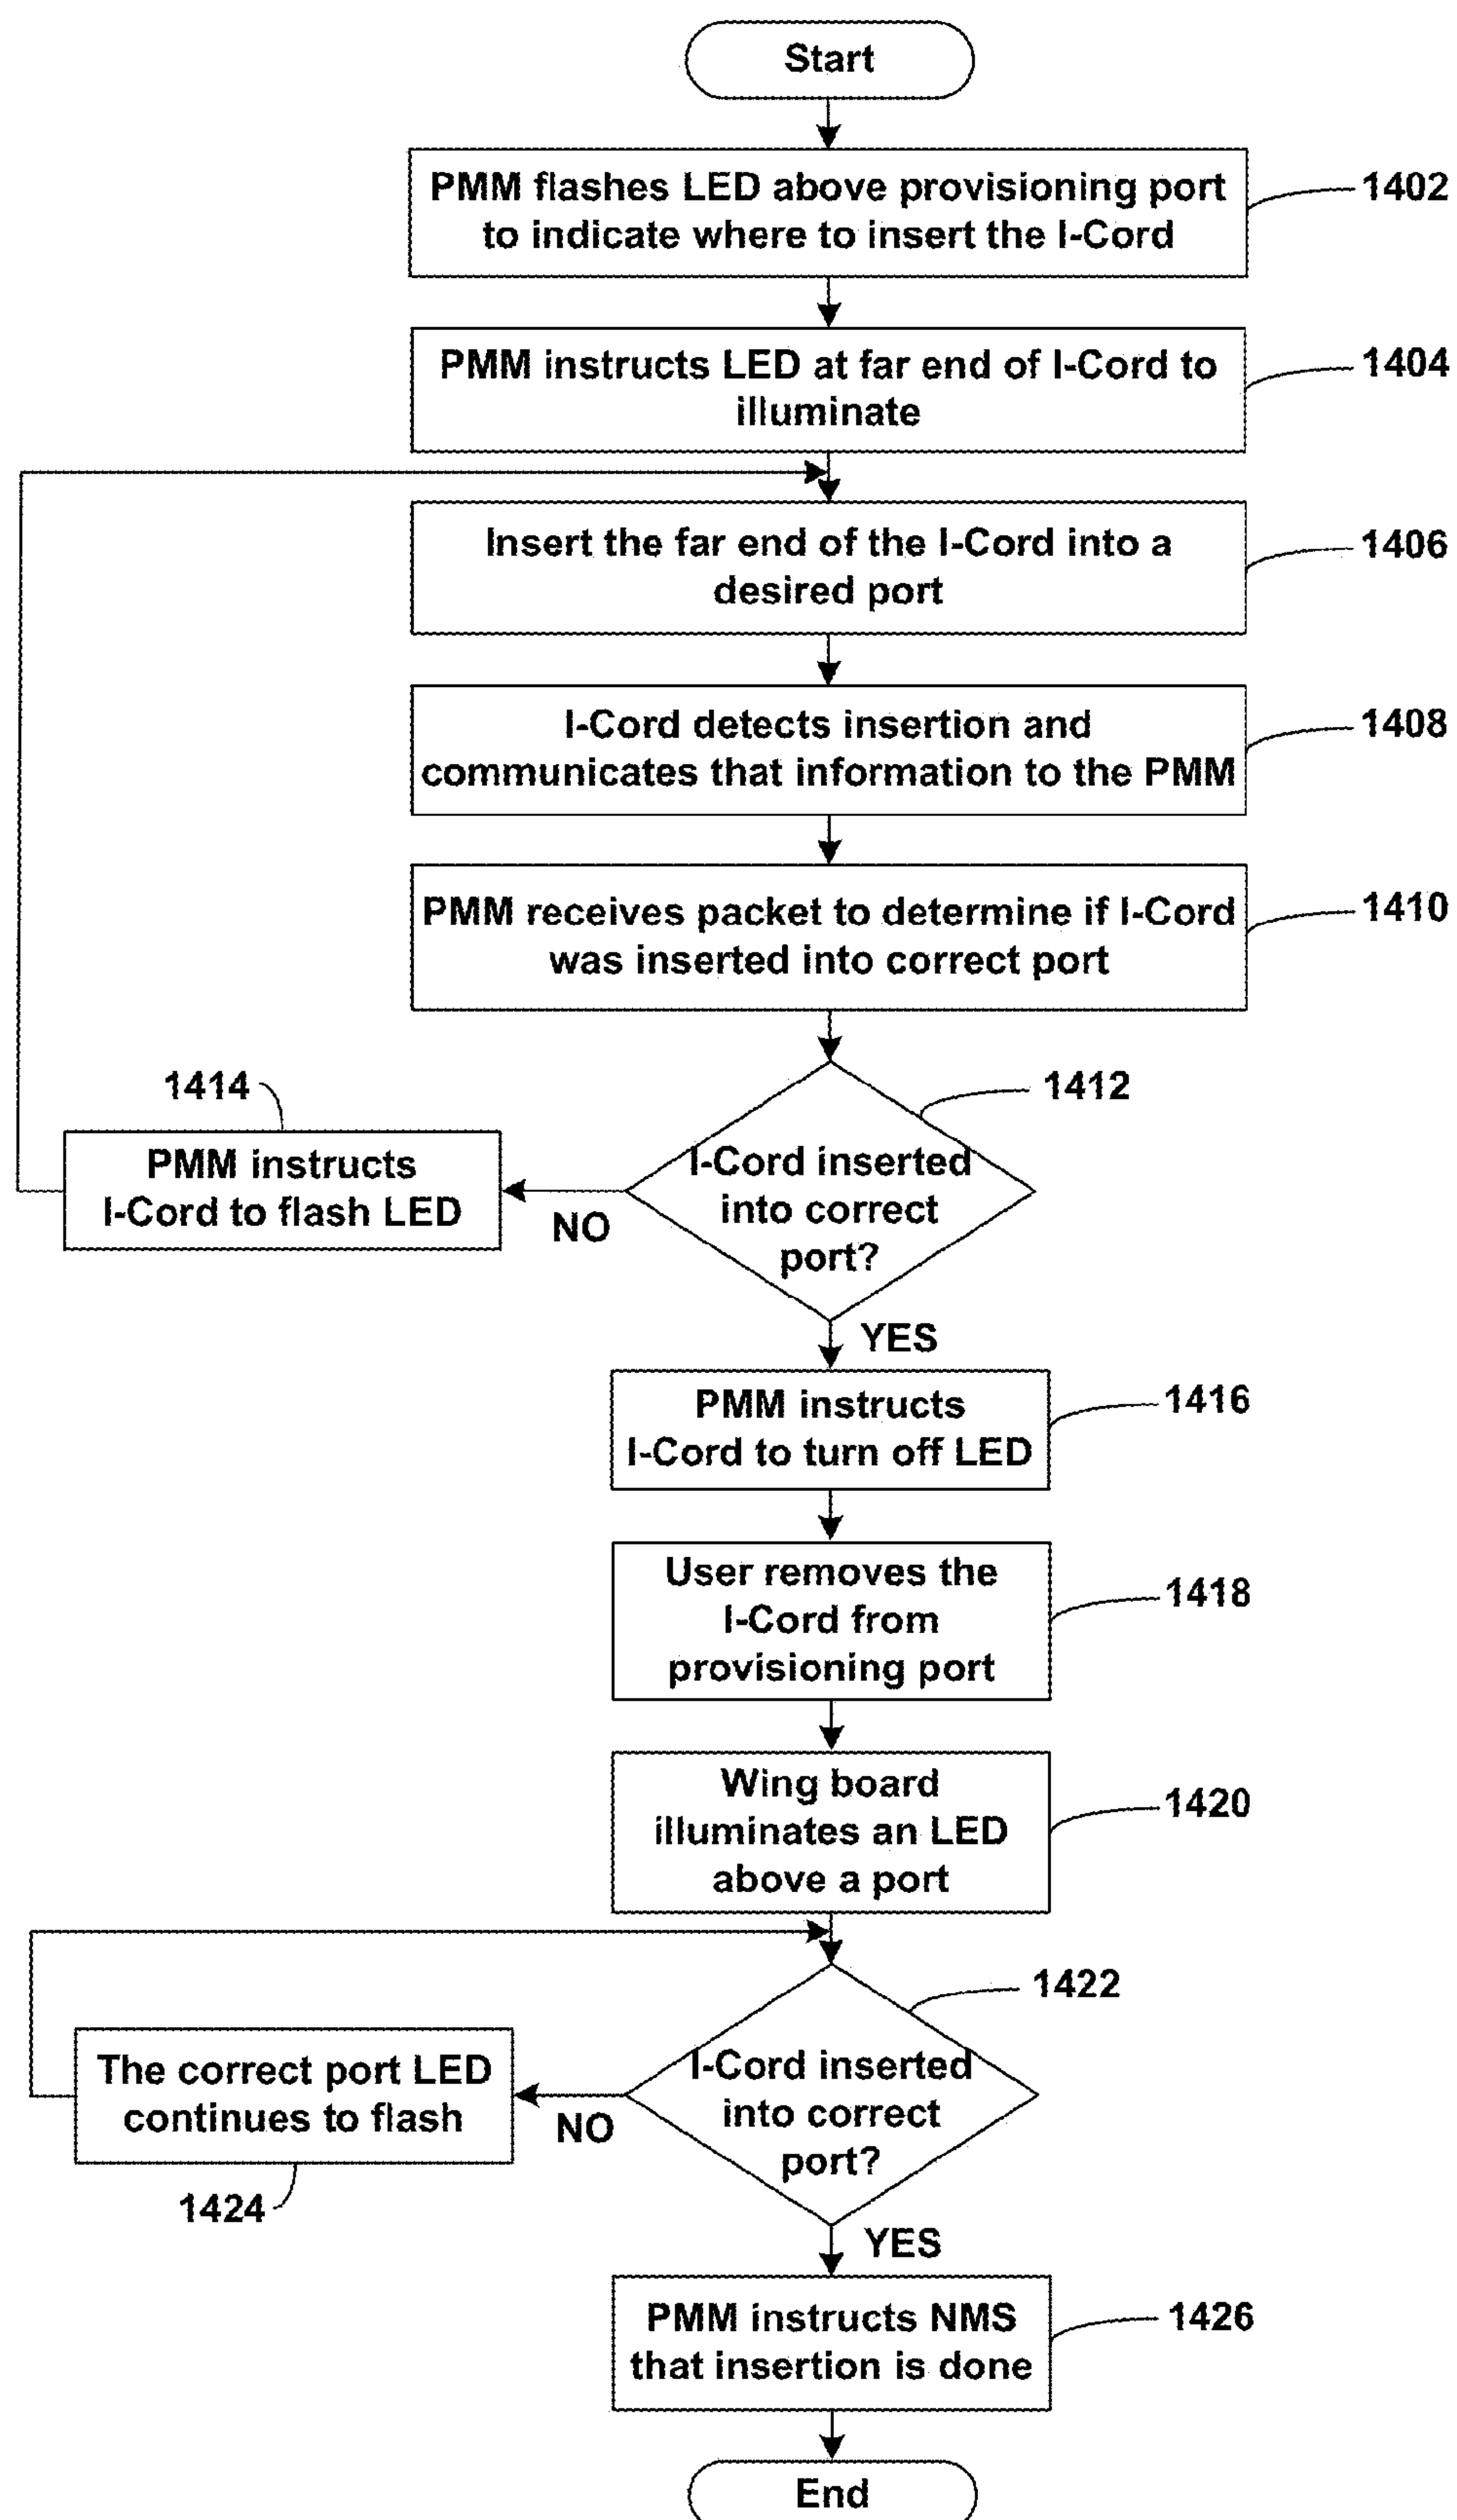 Start
PMM flashes LED above provisioning port
to indicate where to insert the I-Cord
1402
PMM instructs LED at far end of I-Cord to
illuminate
1404
Insert the far end of the I-Cord into a
desired port
1406
I-Cord detects insertion and
communicates that information to the PMM
1408
PMM receives packet to determine if I-Cord
was inserted into correct port
1410
I-Cord inserted
into correct
port?
1412
NO
1414
PMM instructs
I-Cord to flash LED
YES
PMM instructs
I-Cord to turn off LED
1416
User removes the
I-Cord from
provisioning port
1418
Wing board
illuminates an LED
above a port
1420
I-Cord inserted
into correct
port?
1422
NO
The correct port LED
continues to flash
1424
YES
PMM instructs NMS
that insertion is done
1426
End